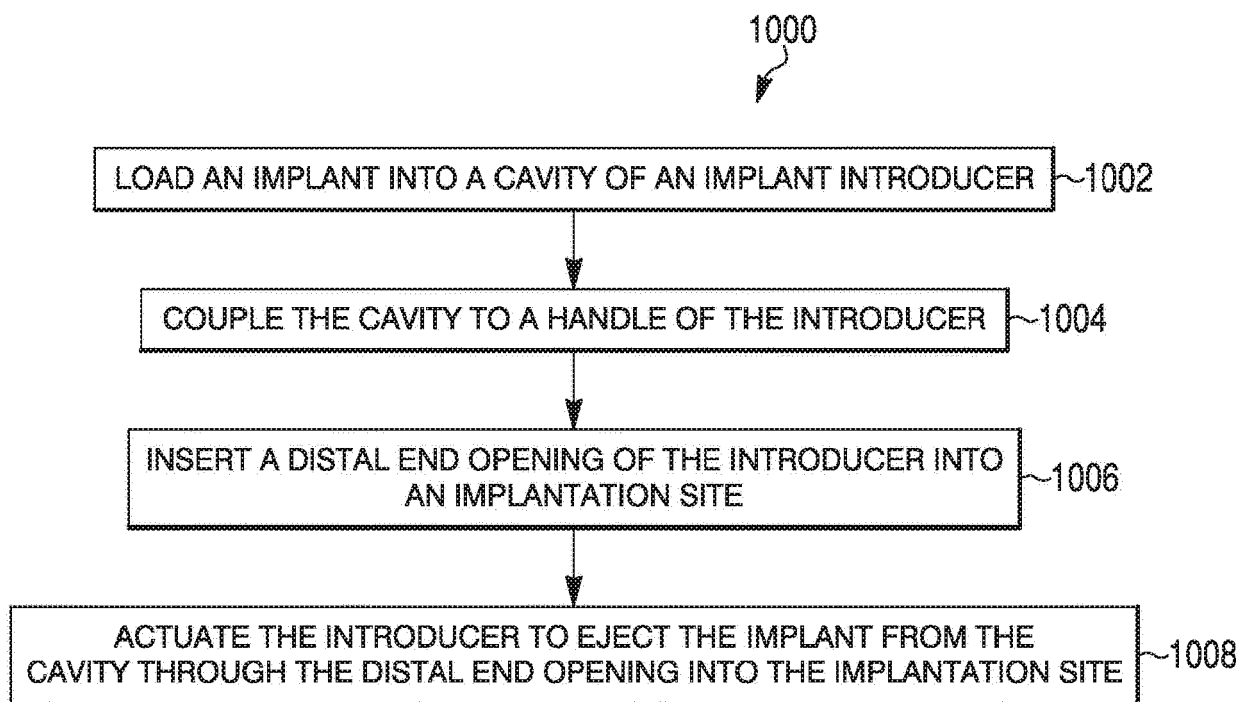 1000
LOAD AN IMPLANT INTO A CAVITY OF AN IMPLANT INTRODUCER
1002
COUPLE THE CAVITY TO A HANDLE OF THE INTRODUCER
1004
INSERT A DISTAL END OPENING OF THE INTRODUCER INTO
AN IMPLANTATION SITE
1006
ACTUATE THE INTRODUCER TO EJECT THE IMPLANT FROM THE
CAVITY THROUGH THE DISTAL END OPENING INTO THE IMPLANTATION SITE
1008